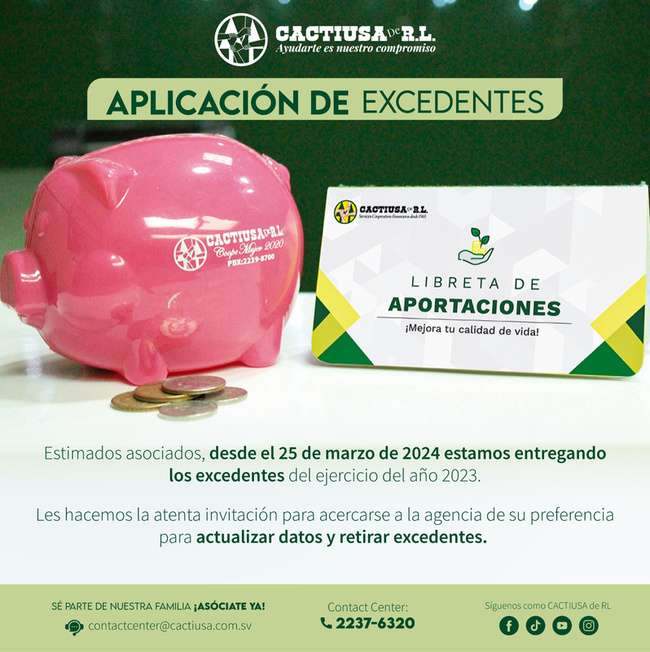 CACTIUSA De R.L.
Ayudarte es nuestro compromiso
APLICACIÓN DE EXCEDENTES
CACTIUSA De R.L.
Coope Mujer 2020
PBX:2239-8700
CACTIUSA De R.L.
LIBRETA DE
APORTACIONES
¡Mejora tu calidad de vida!
Estimados asociados, desde el 25 de marzo de 2024 estamos entregando
los excedentes del ejercicio del año 2023.
Les hacemos la atenta invitación para acercarse a la agencia de su preferencia
para actualizar datos y retirar excedentes.
SÉ PARTE DE NUESTRA FAMILIA ¡ASÓCIATE YA!
contactcenter@cactiusa.com.sv
Contact Center:
2237-6320
Síguenos como CACTIUSA de RL